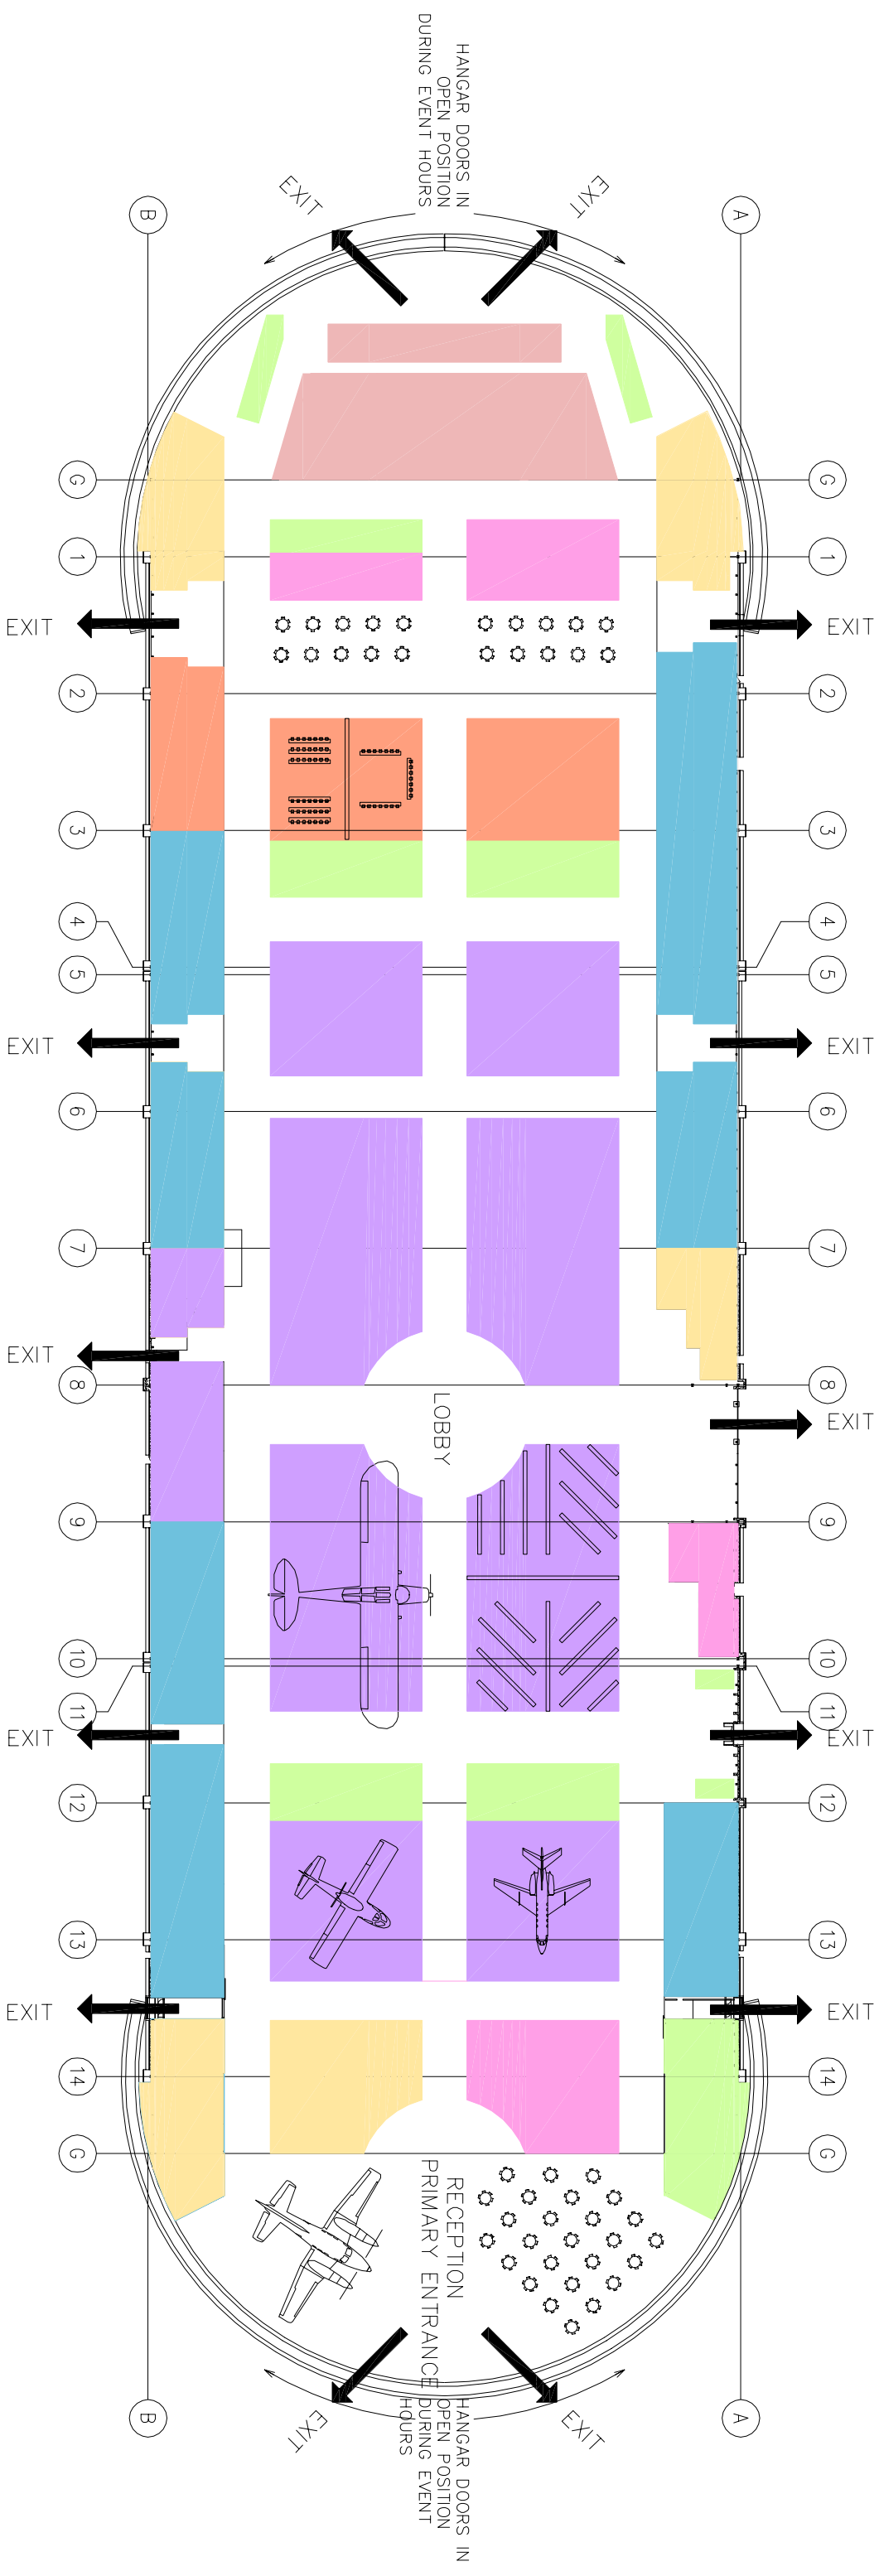 HANGAR DOORS IN
OPEN POSITION
DURING EVENT HOURS
EXIT
EXIT
B
A
G
G
1
1
EXIT
EXIT
2
2
3
3
4
4
5
5
EXIT
EXIT
6
6
7
7
EXIT
8
8
LOBBY
EXIT
9
9
10
10
11
11
EXIT
EXIT
12
12
13
13
EXIT
EXIT
14
14
G
G
RECEPTION
PRIMARY ENTRANCE
EXIT
EXIT
B
A
HANGAR DOORS IN
OPEN POSITION
DURING EVENT
HOURS